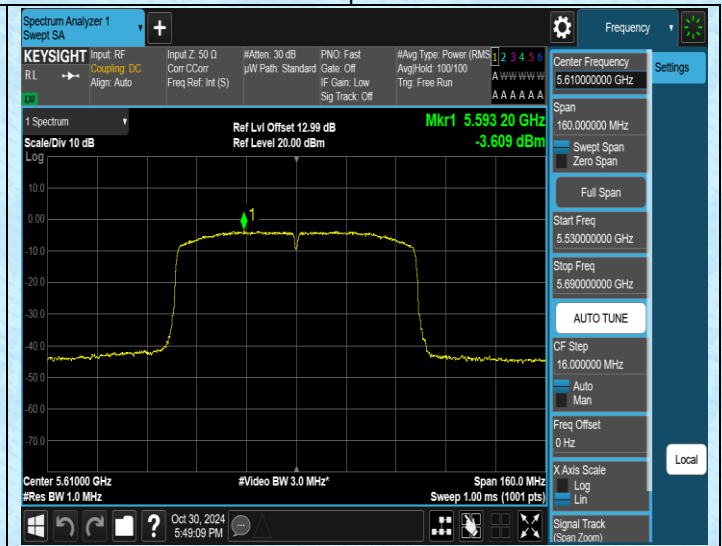 Spectrum Analyzer 1
Swept SA
+
Frequency
KEYSIGHT
RL
Input: RF
Coupling: DC
Align: Auto
Input Z: 50 Ω
Corr CCorr
Freq Ref: Int (S)
#Atten: 30 dB
µW Path: Standard
PNO: Fast
Gate: Off
IF Gain: Low
Sig Track: Off
#Avg Type: Power (RMS
Avg|Hold: 100/100
Trig: Free Run
1 2 3 4 5 6
A W W W W W
A A A A A A
Center Frequency
5.610000000 GHz
Settings
1 Spectrum
Scale/Div 10 dB
Ref Lvl Offset 12.99 dB
Ref Level 20.00 dBm
Mkr1 5.593 20 GHz
-3.609 dBm
Span
160.000000 MHz
Swept Span
Zero Span
Full Span
Start Freq
5.530000000 GHz
Stop Freq
5.690000000 GHz
AUTO TUNE
CF Step
16.000000 MHz
Auto
Man
Freq Offset
0 Hz
X Axis Scale
Log
Lin
Signal Track
(Span Zoom)
Local
Log
10.0
0.00
-10.0
-20.0
-30.0
-40.0
-50.0
-60.0
-70.0
1
Center 5.61000 GHz
#Video BW 3.0 MHz*
Span 160.0 MHz
#Res BW 1.0 MHz
Sweep 1.00 ms (1001 pts)
?
Oct 30, 2024
5:49:09 PM